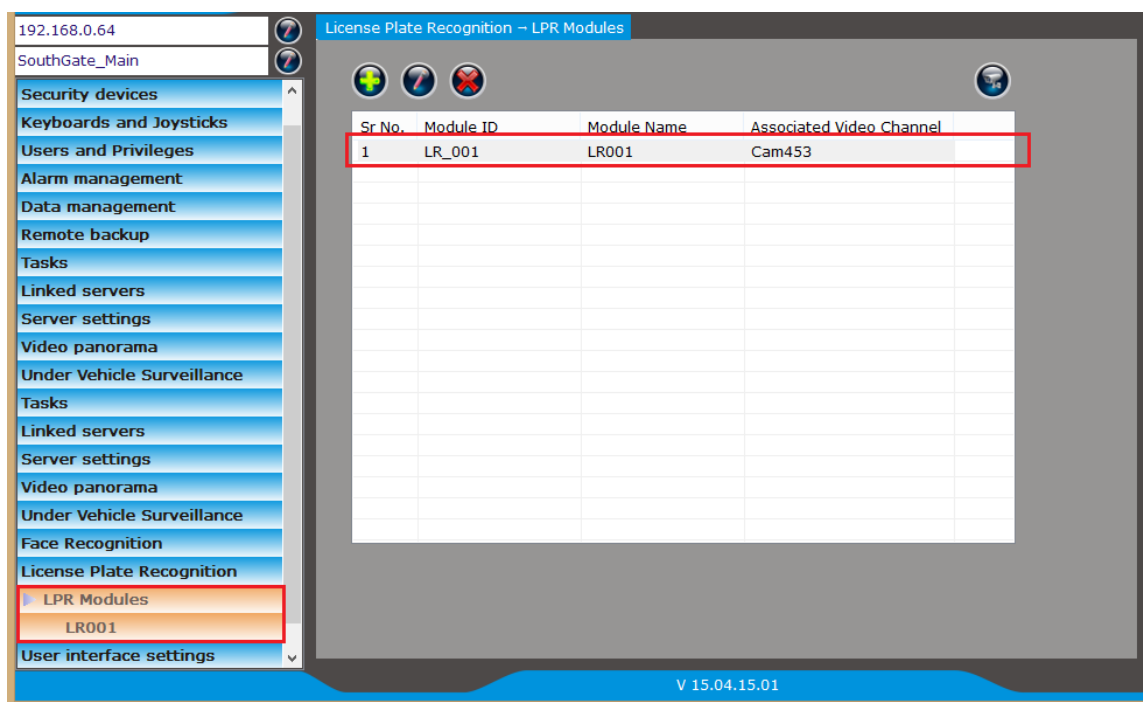 192.168.0.64
SouthGate_Main
Security devices
Keyboards and Joysticks
Users and Privileges
Alarm management
Data management
Remote backup
Tasks
Linked servers
Server settings
Video panorama
Under Vehicle Surveillance
Tasks
Linked servers
Server settings
Video panorama
Under Vehicle Surveillance
Face Recognition
License Plate Recognition
LPR Modules
LR001
User interface settings
License Plate Recognition → LPR Modules
Sr No. Module ID Module Name Associated Video Channel
1 LR_001 LR001 Cam453
V 15.04.15.01